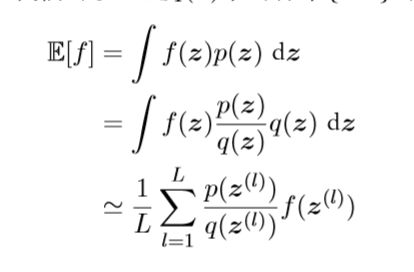 𝔼[f] = ∫ f(z)p(z) dz
= ∫ f(z) p(z)/q(z) q(z) dz
≃ 1/L ∑_{l=1}^{L} p(z^{(l)})/q(z^{(l)}) f(z^{(l)})